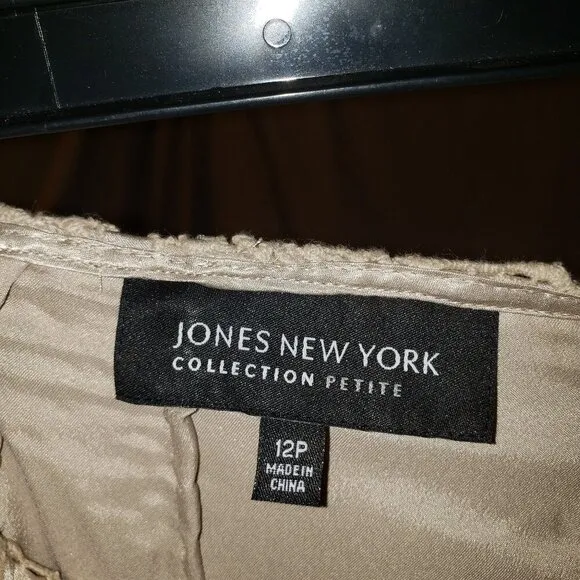 JONES NEW YORK
COLLECTION PETITE
12P
MADE IN
CHINA